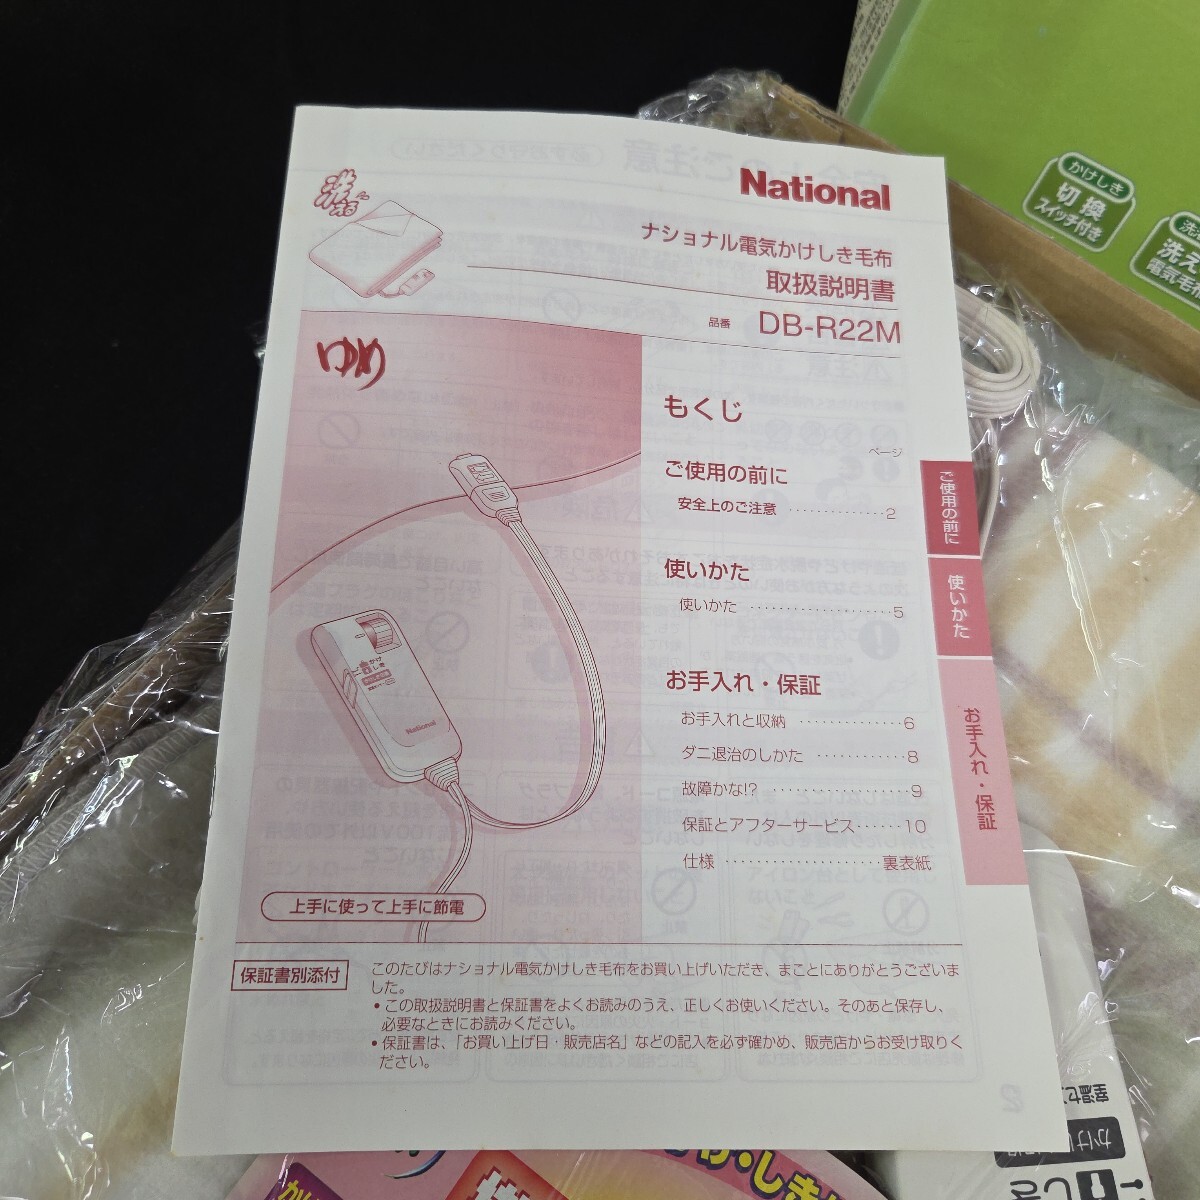 National
洗える
ナショナル電気かけしき毛布
取扱説明書
品番 DB-R22M
ゆめ
もくじ
ページ
ご使用の前に
安全上のご注意 ……………2
使いかた
使いかた ……………………5
お手入れ・保証
お手入れと収納 ……………6
ダニ退治のしかた …………8
故障かな!? …………………9
保証とアフターサービス……10
仕様 …………………裏表紙
ご使用の前に
使いかた
お手入れ・保証
かけ
しき
National
上手に使って上手に節電
保証書別添付
このたびはナショナル電気かけしき毛布をお買い上げいただき、まことにありがとうございま
した。
• この取扱説明書と保証書をよくお読みのうえ、正しくお使いください。そのあと保存し、
必要なときにお読みください。
• 保証書は、「お買い上げ日・販売店名」などの記入を必ず確かめ、販売店からお受け取りく
ださい。
かけしき
切換
スイッチ付き
洗え
電気毛布
室温セン